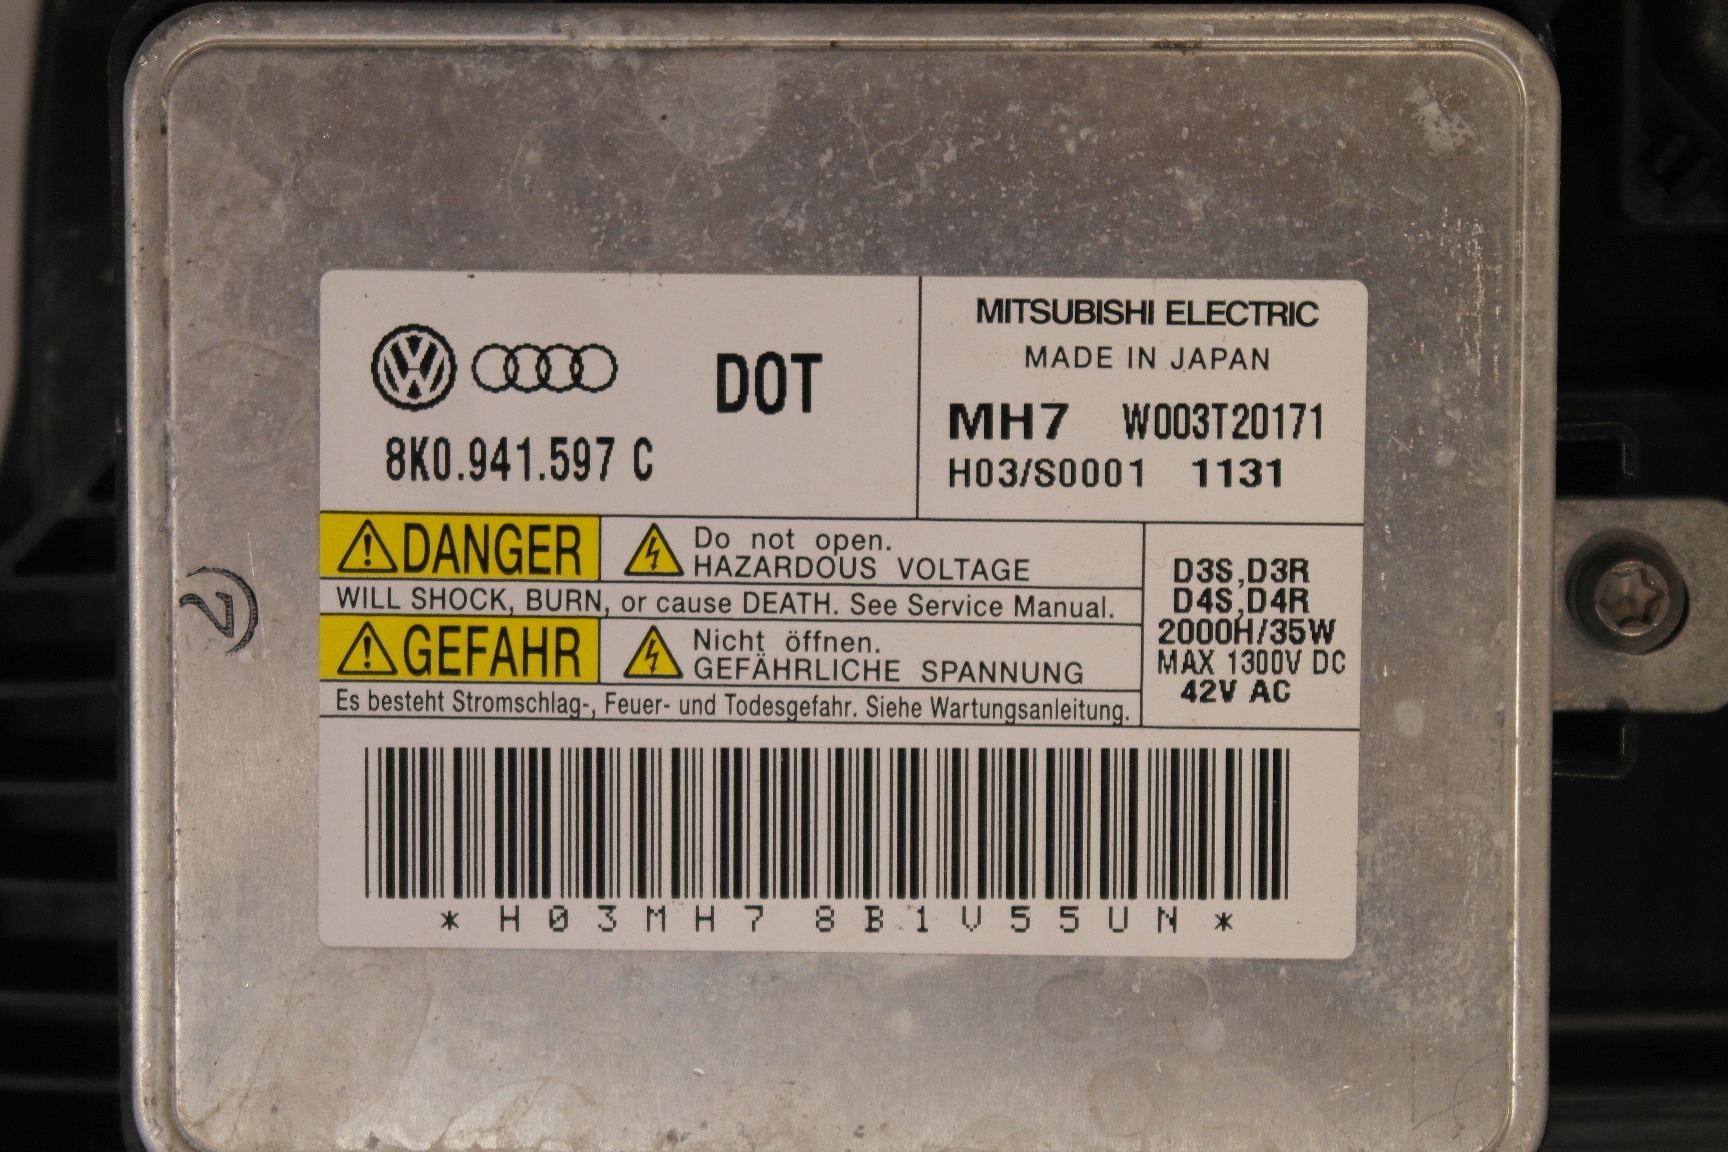 DOT
8K0.941.597 C
MITSUBISHI ELECTRIC
MADE IN JAPAN
MH7 W003T20171
H03/S0001 1131
DANGER
Do not open.
HAZARDOUS VOLTAGE
WILL SHOCK, BURN, or cause DEATH. See Service Manual.
GEFAHR
Nicht öffnen.
GEFÄHRLICHE SPANNUNG
Es besteht Stromschlag-, Feuer- und Todesgefahr. Siehe Wartungsanleitung.
D3S,D3R
D4S,D4R
2000H/35W
MAX 1300V DC
42V AC
*H03MH7 8B1V55UN*